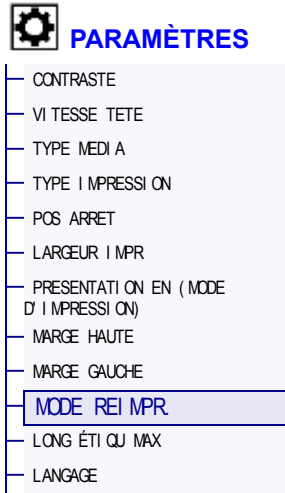 PARAMÈTRES
CONTRASTE
VITESSE TETE
TYPE MEDIA
TYPE IMPRESSION
POS ARRET
LARGEUR IMPR
PRESENTATION EN (MODE
D'IMPRESSION)
MARGE HAUTE
MARGE GAUCHE
MODE REIMPR.
LONG ÉTIQU MAX
LANGAGE